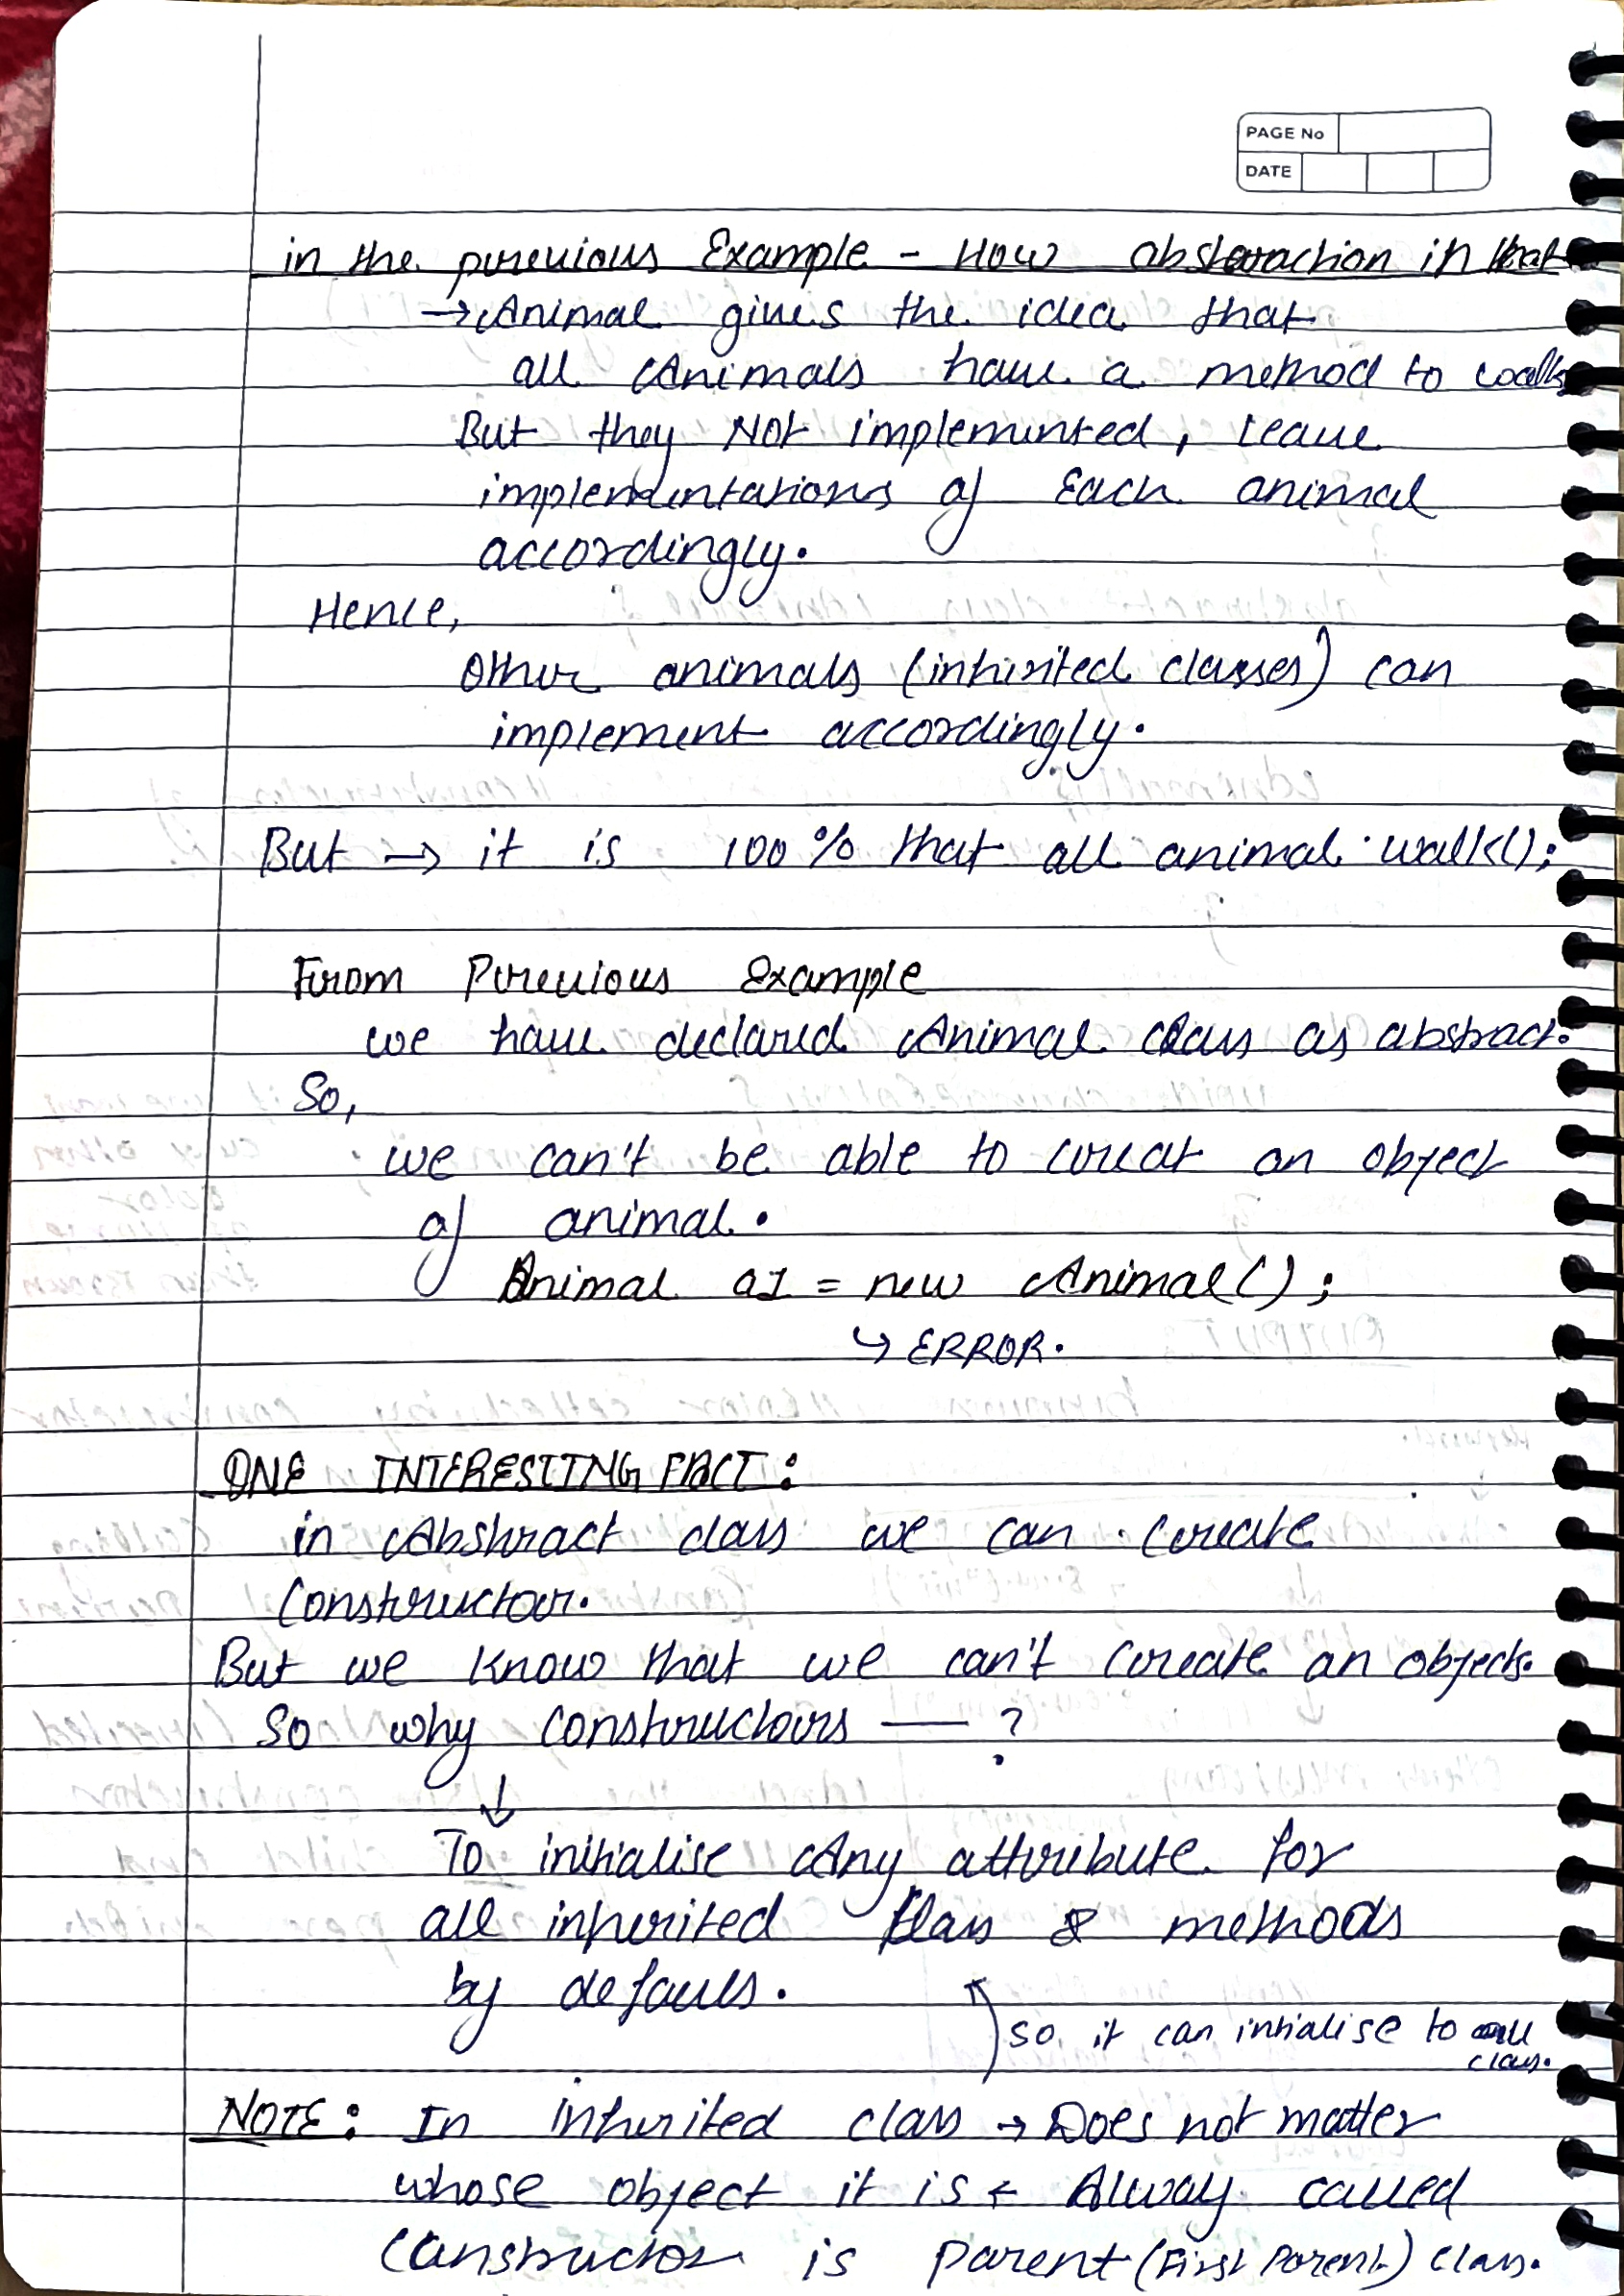 PAGE No
DATE
in the previous Example - How abstraction in that
→ Animal gives the idea that
all Animals have a method to walk
But they Not implemented, leave
implementations of Each animal
accordingly.
Hence,
Other animals (inherited classes) can
implement accordingly.
But → it is 100% that all animal.walk();
From Previous Example
we have declared Animal class as abstract.
So,
we can't be able to creat an object
of animal.
Animal a1 = new Animal();
↳ ERROR.
ONE INTERESTING FACT:
in Abstract class we can create
Constructor.
But we know that we can't create an objects.
So why constructors — ?
↓
To initialise Any attribute for
all inherited class & methods
by defaults.
so it can intialise to all
class.
NOTE: In inherited class → Does not matter
whose object it is ← Alway called
Constructor is parent (First Parent) class.